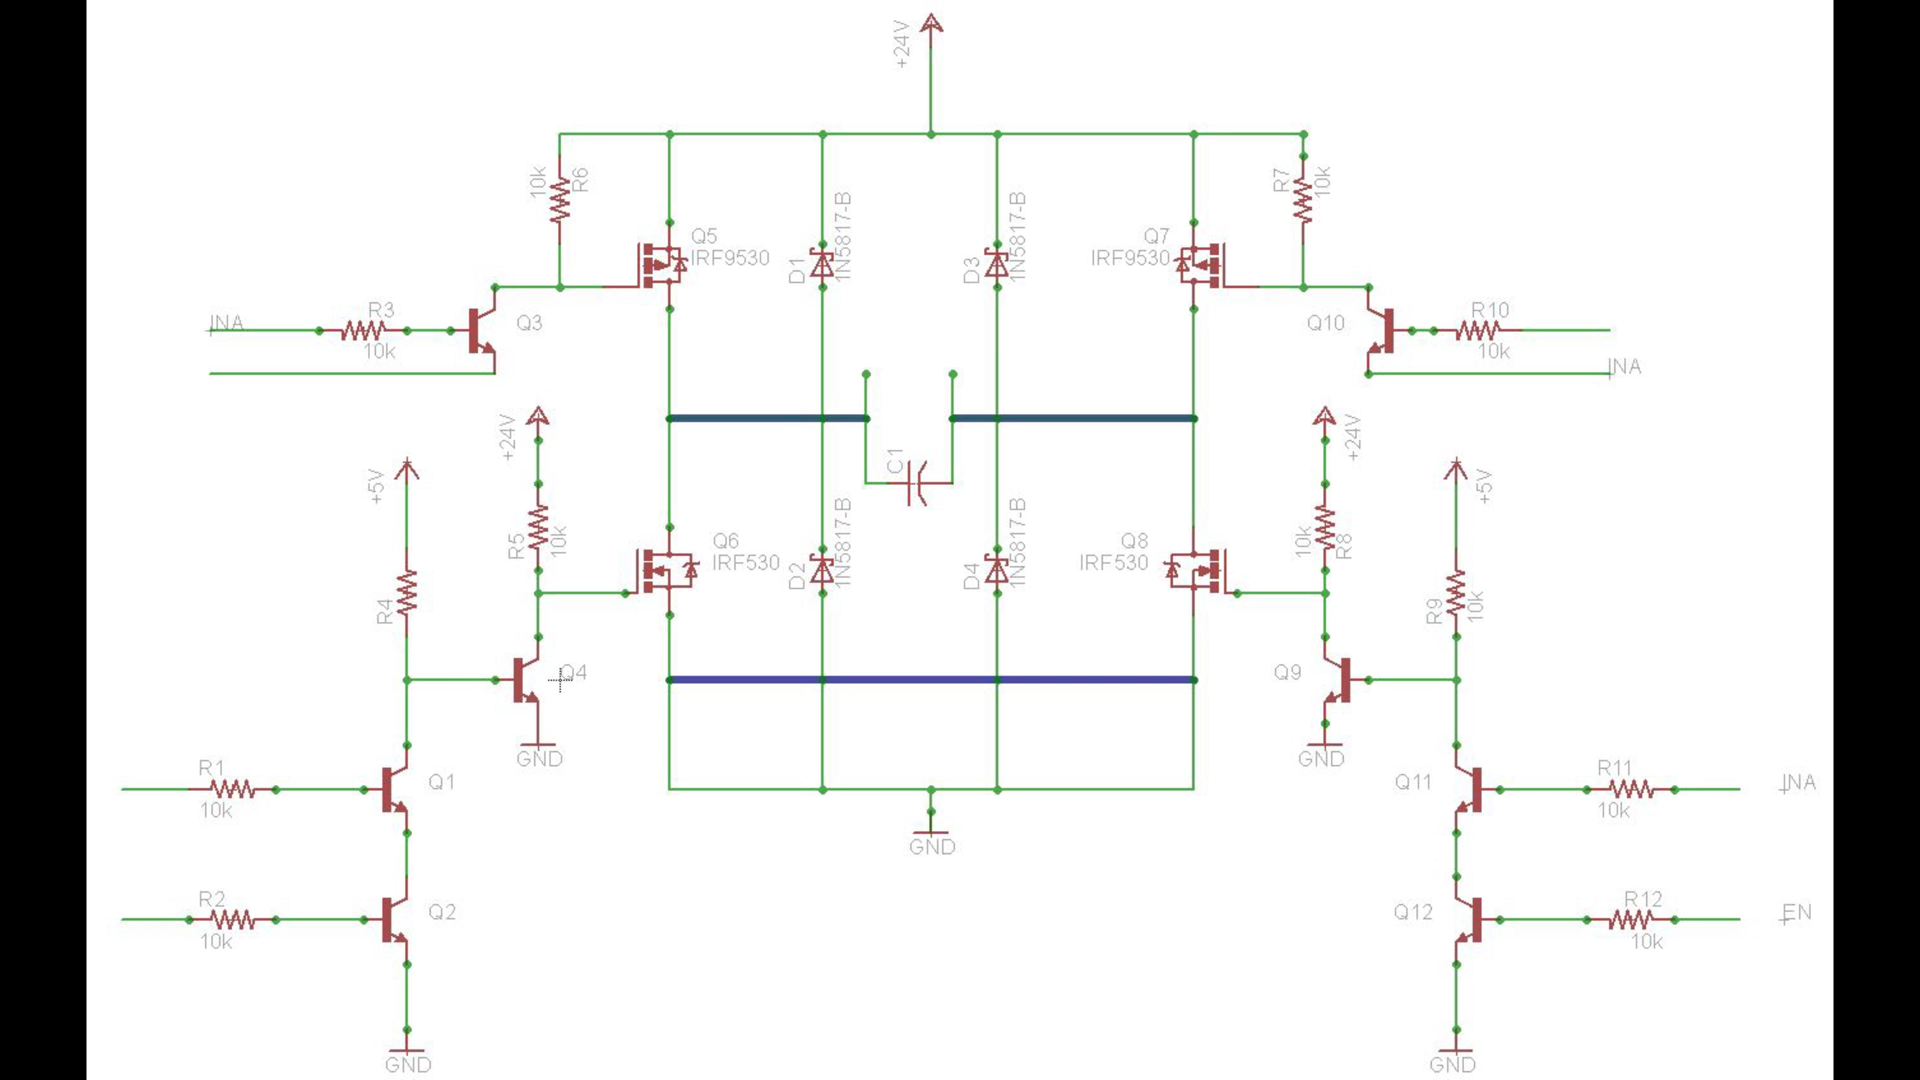 +24V
10k
R6
R7
10k
Q5
IRF9530
D1
1N5817-B
D3
1N5817-B
Q7
IRF9530
INA
R3
10k
Q3
Q10
R10
10k
INA
+24V
+5V
C1
+24V
+5V
R5
10k
Q6
IRF530
D2
1N5817-B
D4
1N5817-B
Q8
IRF530
10k
R8
R4
R9
10k
Q4
Q9
GND
GND
R1
10k
Q1
Q11
R11
10k
INA
GND
R2
10k
Q2
Q12
R12
10k
EN
GND
GND